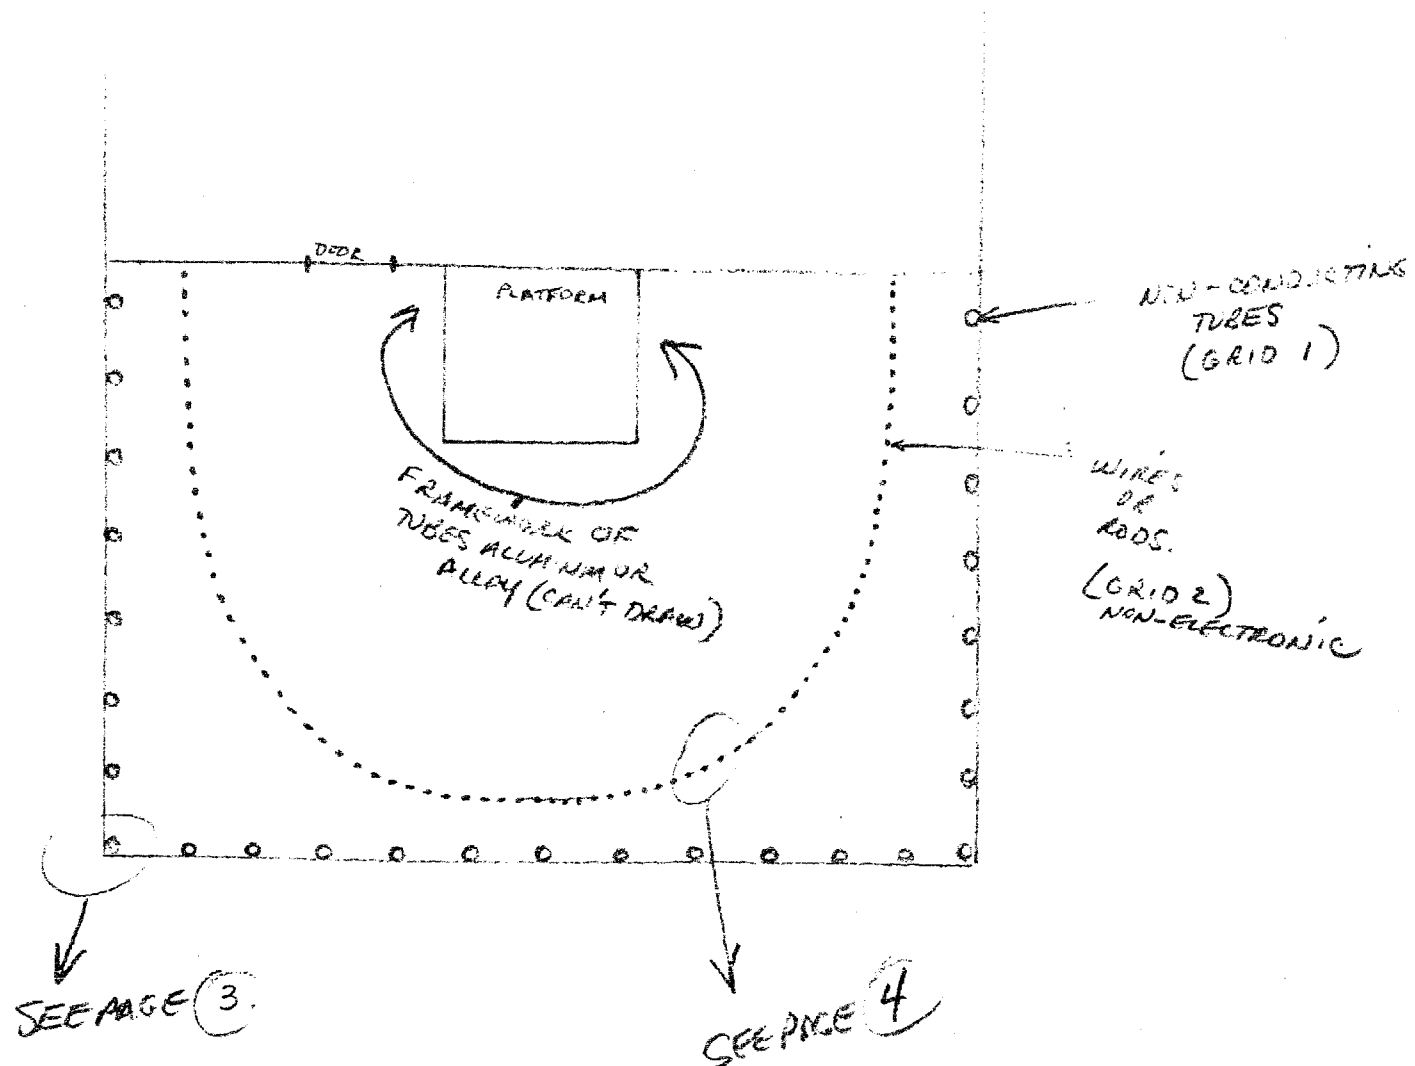 DOOR
PLATFORM
NON-CONDUCTING
TUBES
(GRID 1)
WIRES
OR
RODS.
(GRID 2)
NON-ELECTRONIC
FRAMEWORK OF
TUBES ALUMINUM OR
ALLOY (CAN'T DRAW)
SEE PAGE 3.
SEE PAGE 4